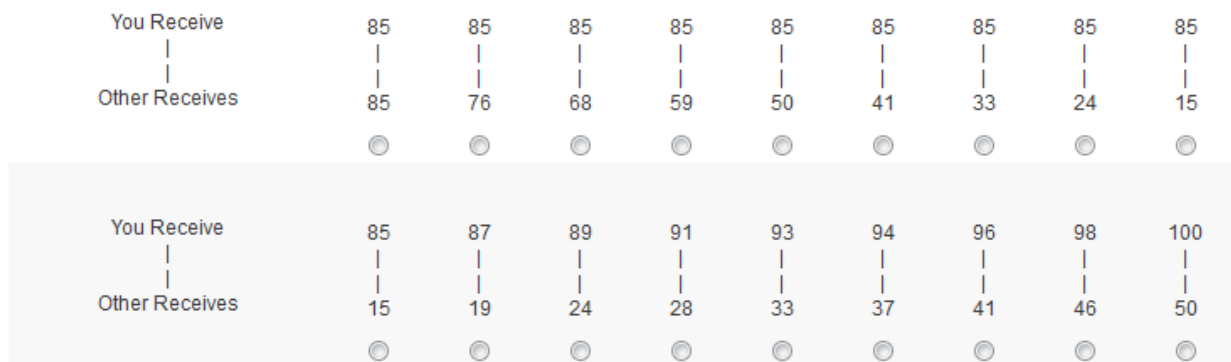 You Receive 85 85 85 85 85 85 85 85 85
| | | | | | | | | |
| | | | | | | | | |
Other Receives 85 76 68 59 50 41 33 24 15
You Receive 85 87 89 91 93 94 96 98 100
| | | | | | | | | |
| | | | | | | | | |
Other Receives 15 19 24 28 33 37 41 46 50